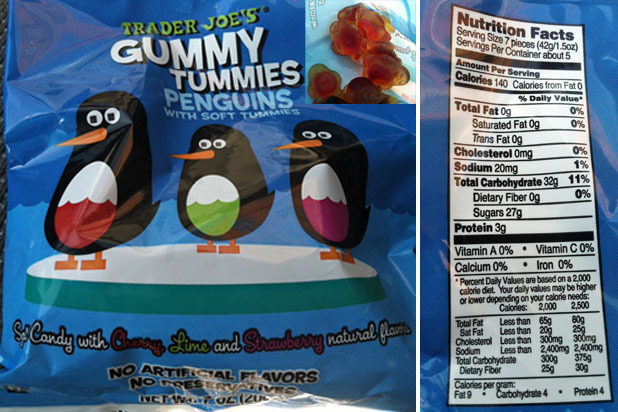 TRADER JOE'S®
GUMMY
TUMMIES
PENGUINS
WITH SOFT TUMMIES
Candy with Cherry, Lime and Strawberry natural flavors
NO ARTIFICIAL FLAVORS
NO PRESERVATIVES
NET WT. 7 OZ
Nutrition Facts
Serving Size 7 pieces (42g/1.5oz)
Servings Per Container about 5
Amount Per Serving
Calories 140 Calories from Fat 0
% Daily Value*
Total Fat 0g 0%
Saturated Fat 0g 0%
Trans Fat 0g
Cholesterol 0mg 0%
Sodium 20mg 1%
Total Carbohydrate 32g 11%
Dietary Fiber 0g 0%
Sugars 27g
Protein 3g
Vitamin A 0% • Vitamin C 0%
Calcium 0% • Iron 0%
* Percent Daily Values are based on a 2,000
calorie diet. Your daily values may be higher
or lower depending on your calorie needs:
Calories: 2,000 2,500
Total Fat Less than 65g 80g
Sat Fat Less than 20g 25g
Cholesterol Less than 300mg 300mg
Sodium Less than 2,400mg 2,400mg
Total Carbohydrate 300g 375g
Dietary Fiber 25g 30g
Calories per gram:
Fat 9 • Carbohydrate 4 • Protein 4